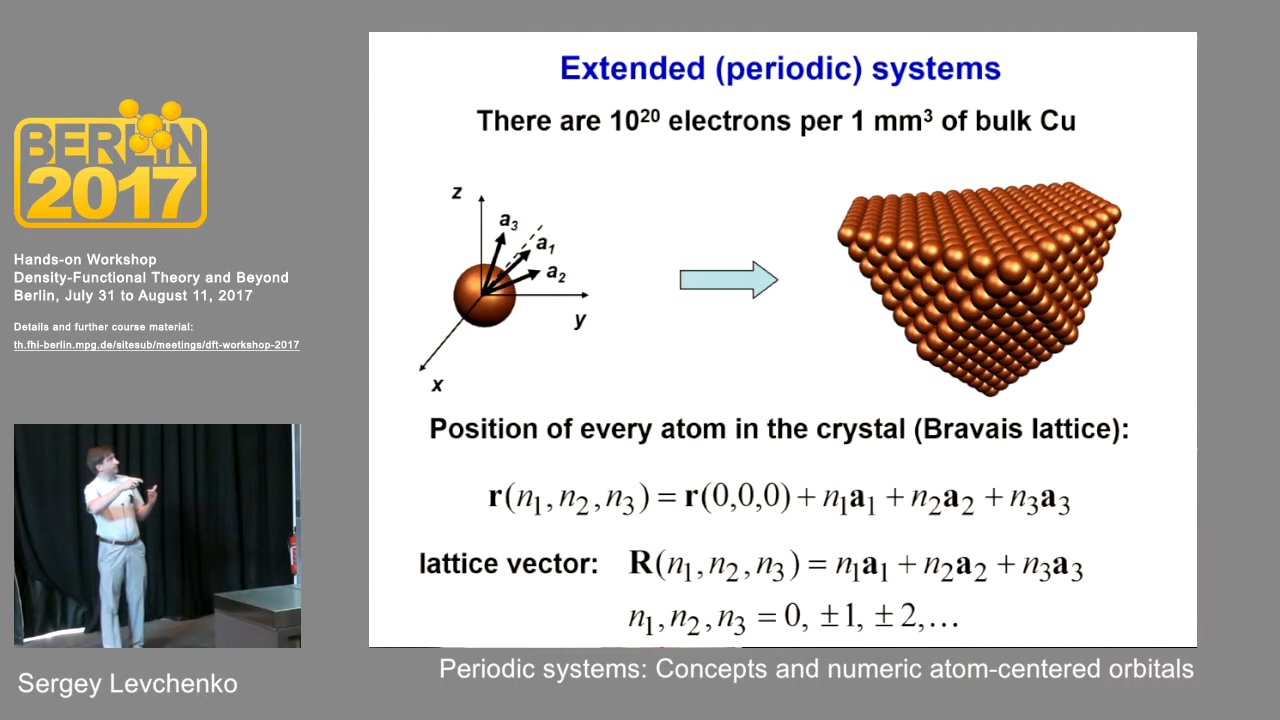 BERLIN
2017
Hands-on Workshop
Density-Functional Theory and Beyond
Berlin, July 31 to August 11, 2017
Details and further course material:
th.fhi-berlin.mpg.de/sitesub/meetings/dft-workshop-2017
Extended (periodic) systems
There are 10²⁰ electrons per 1 mm³ of bulk Cu
z
a₃
a₁
a₂
y
x
Position of every atom in the crystal (Bravais lattice):
r(n₁, n₂, n₃) = r(0,0,0) + n₁a₁ + n₂a₂ + n₃a₃
lattice vector: R(n₁, n₂, n₃) = n₁a₁ + n₂a₂ + n₃a₃
n₁, n₂, n₃ = 0, ±1, ±2,…
Sergey Levchenko
Periodic systems: Concepts and numeric atom-centered orbitals